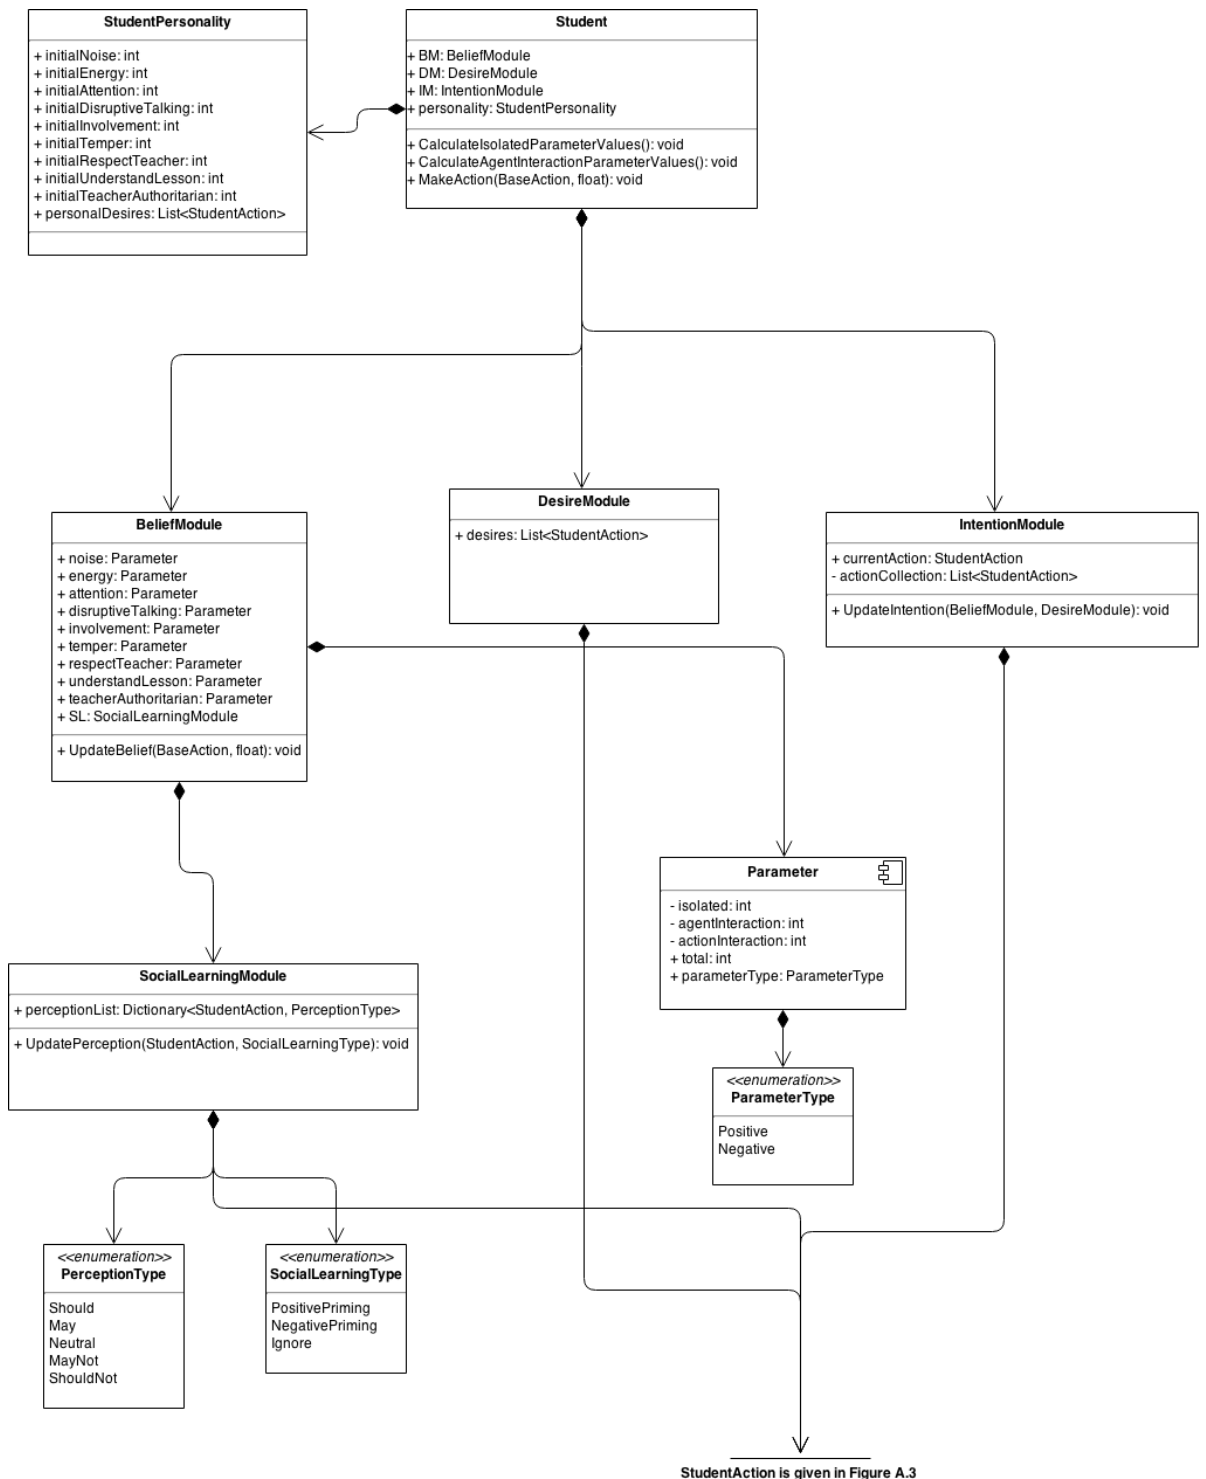 StudentPersonality
+ initialNoise: int
+ initialEnergy: int
+ initialAttention: int
+ initialDisruptiveTalking: int
+ initialInvolvement: int
+ initialTemper: int
+ initialRespectTeacher: int
+ initialUnderstandLesson: int
+ initialTeacherAuthoritarian: int
+ personalDesires: List<StudentAction>
Student
+ BM: BeliefModule
+ DM: DesireModule
+ IM: IntentionModule
+ personality: StudentPersonality
+ CalculateIsolatedParameterValues(): void
+ CalculateAgentInteractionParameterValues(): void
+ MakeAction(BaseAction, float): void
BeliefModule
+ noise: Parameter
+ energy: Parameter
+ attention: Parameter
+ disruptiveTalking: Parameter
+ involvement: Parameter
+ temper: Parameter
+ respectTeacher: Parameter
+ understandLesson: Parameter
+ teacherAuthoritarian: Parameter
+ SL: SocialLearningModule
+ UpdateBelief(BaseAction, float): void
DesireModule
+ desires: List<StudentAction>
IntentionModule
+ currentAction: StudentAction
- actionCollection: List<StudentAction>
+ UpdateIntention(BeliefModule, DesireModule): void
Parameter
- isolated: int
- agentInteraction: int
- actionInteraction: int
+ total: int
+ parameterType: ParameterType
SocialLearningModule
+ perceptionList: Dictionary<StudentAction, PerceptionType>
+ UpdatePerception(StudentAction, SocialLearningType): void
<<enumeration>>
ParameterType
Positive
Negative
<<enumeration>>
PerceptionType
Should
May
Neutral
MayNot
ShouldNot
<<enumeration>>
SocialLearningType
PositivePriming
NegativePriming
Ignore
StudentAction is given in Figure A.3